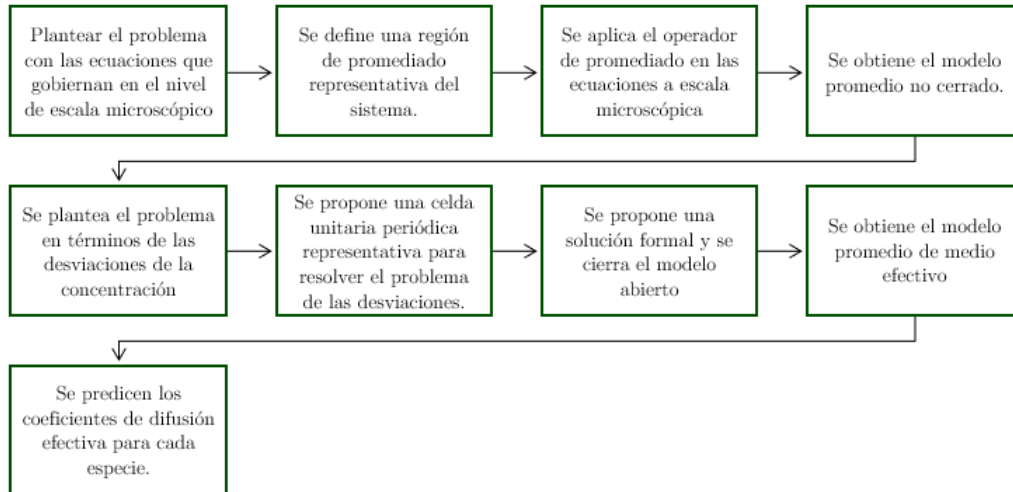 Plantear el problema
con las ecuaciones que
gobiernan en el nivel
de escala microscópico
Se define una región
de promediado
representativa del
sistema.
Se aplica el operador
de promediado en las
ecuaciones a escala
microscópica
Se obtiene el modelo
promedio no cerrado.
Se plantea el problema
en términos de las
desviaciones de la
concentración
Se propone una celda
unitaria periódica
representativa para
resolver el problema
de las desviaciones.
Se propone una
solución formal y se
cierra el modelo
abierto
Se obtiene el modelo
promedio de medio
efectivo
Se predicen los
coeficientes de difusión
efectiva para cada
especie.